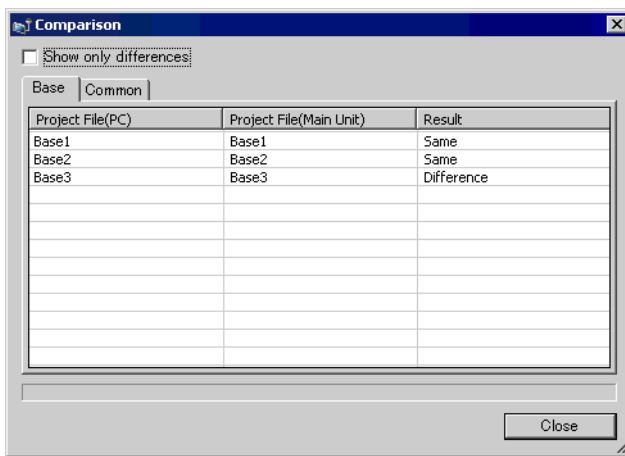 Comparison
Show only differences
Base Common
Project File(PC) Project File(Main Unit) Result
Base1 Base1 Same
Base2 Base2 Same
Base3 Base3 Difference
Close